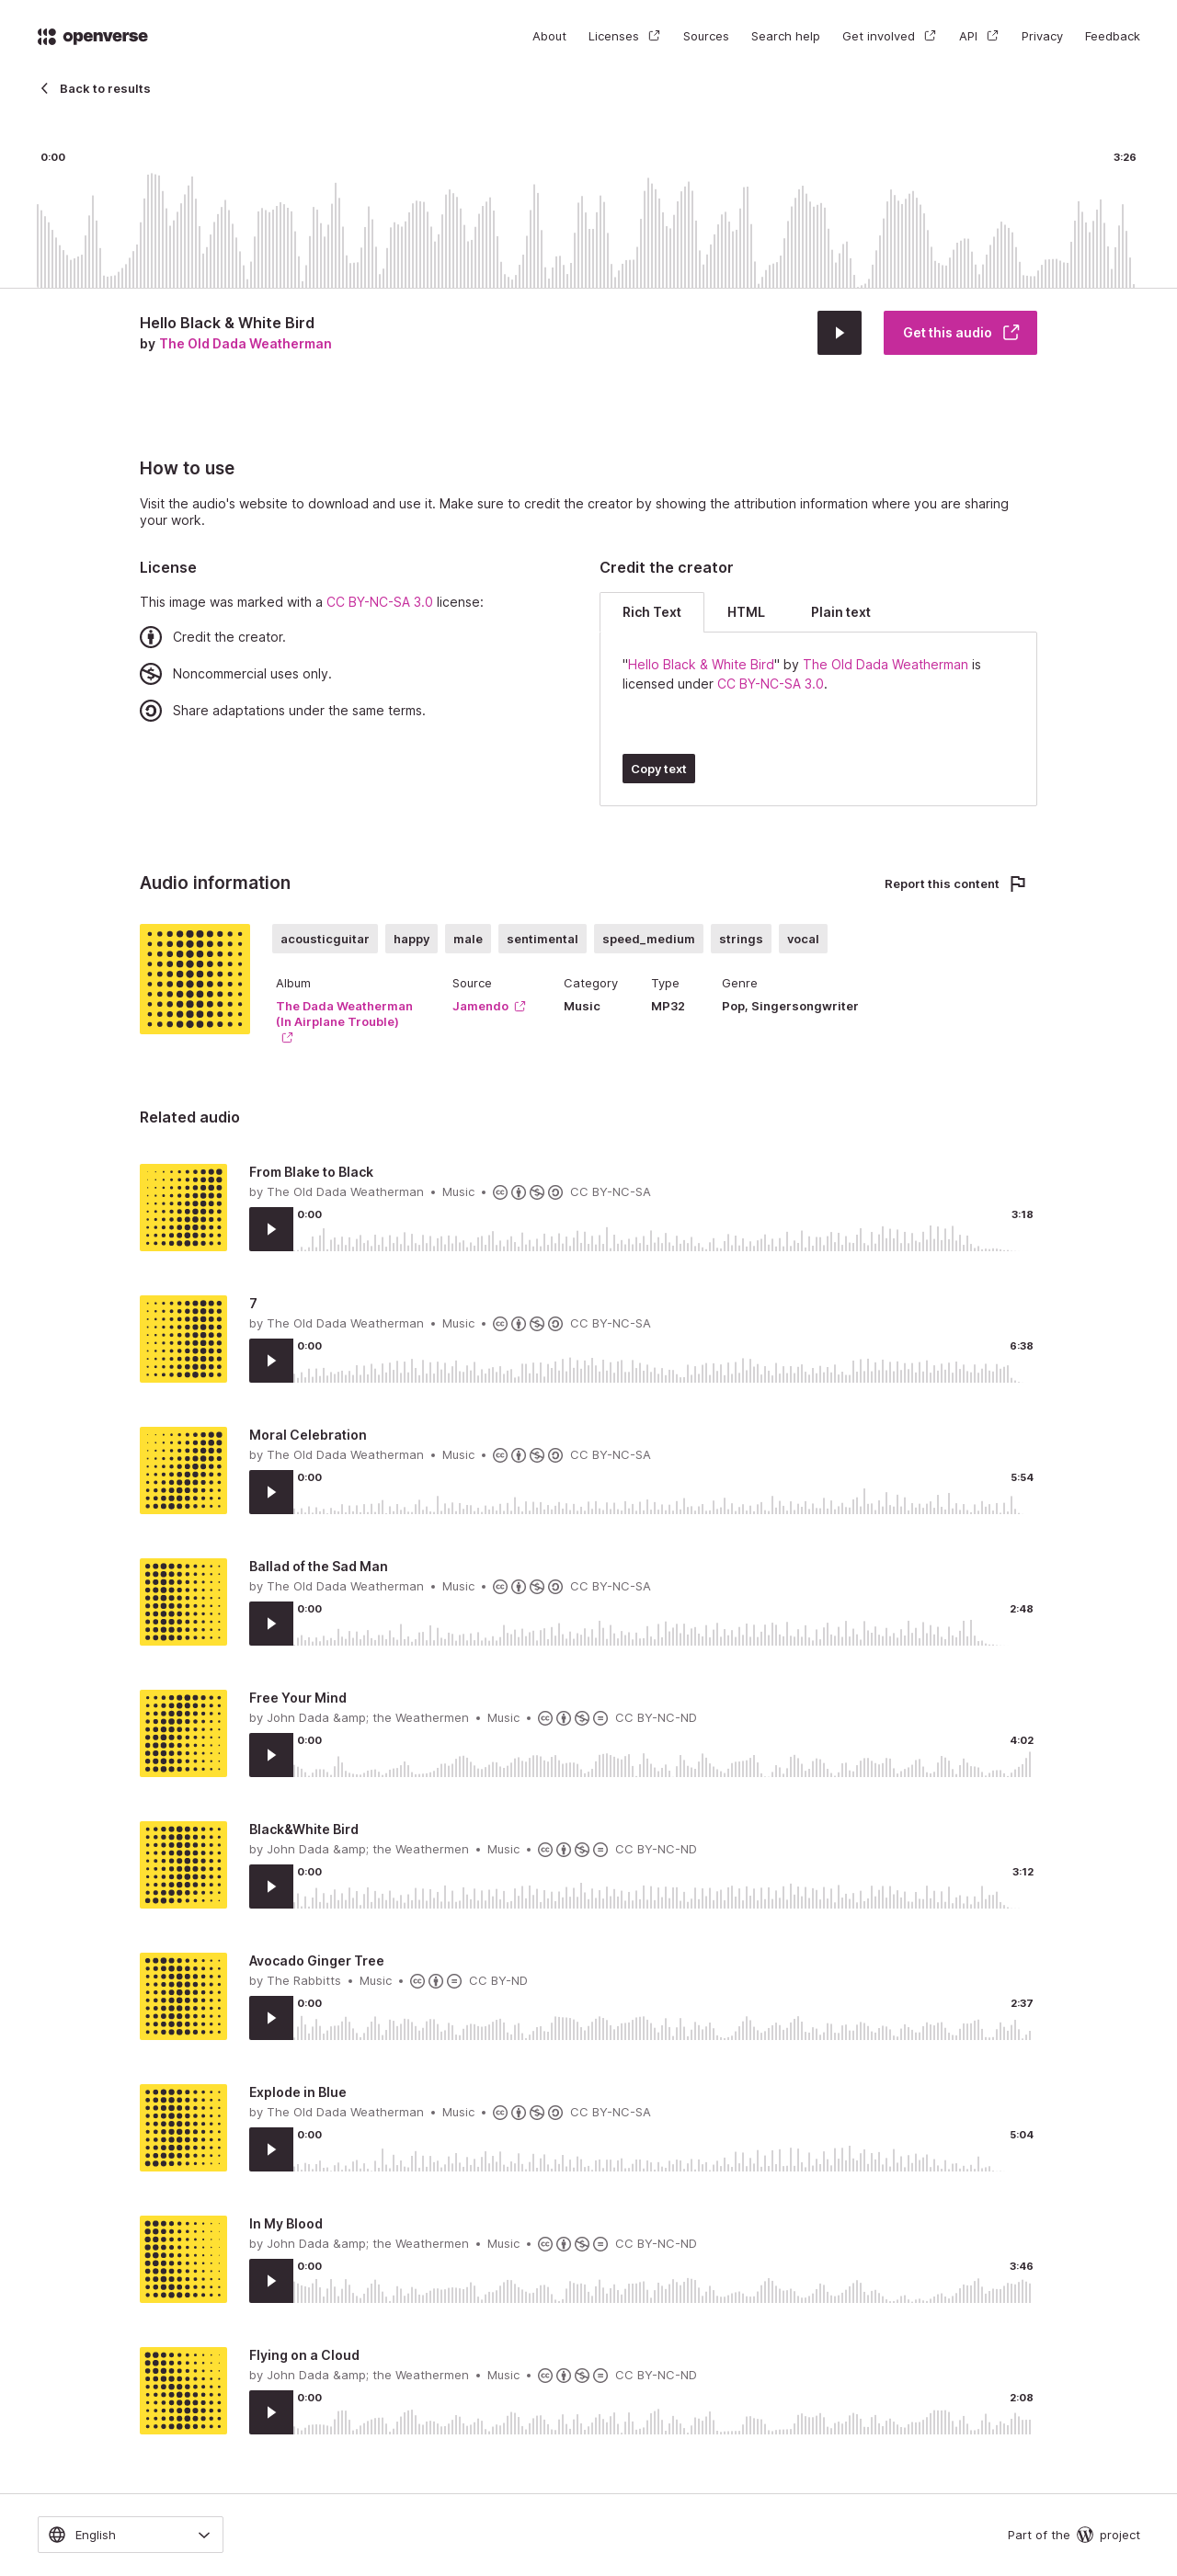 openverse
About Licenses Sources Search help Get involved API Privacy Feedback
Back to results
0:00 3:26
Hello Black & White Bird
by The Old Dada Weatherman
Get this audio
How to use
Visit the audio's website to download and use it. Make sure to credit the creator by showing the attribution information where you are sharing
your work.
License
This image was marked with a CC BY-NC-SA 3.0 license:
Credit the creator.
Noncommercial uses only.
Share adaptations under the same terms.
Credit the creator
Rich Text HTML Plain text
"Hello Black & White Bird" by The Old Dada Weatherman is
licensed under CC BY-NC-SA 3.0.
Copy text
Audio information
Report this content
acousticguitar happy male sentimental speed_medium strings vocal
Album Source Category Type Genre
The Dada Weatherman Jamendo Music MP32 Pop, Singersongwriter
(In Airplane Trouble)
Related audio
From Blake to Black
by The Old Dada Weatherman • Music • CC BY-NC-SA
0:00 3:18
7
by The Old Dada Weatherman • Music • CC BY-NC-SA
0:00 6:38
Moral Celebration
by The Old Dada Weatherman • Music • CC BY-NC-SA
0:00 5:54
Ballad of the Sad Man
by The Old Dada Weatherman • Music • CC BY-NC-SA
0:00 2:48
Free Your Mind
by John Dada &amp; the Weathermen • Music • CC BY-NC-ND
0:00 4:02
Black&White Bird
by John Dada &amp; the Weathermen • Music • CC BY-NC-ND
0:00 3:12
Avocado Ginger Tree
by The Rabbitts • Music • CC BY-ND
0:00 2:37
Explode in Blue
by The Old Dada Weatherman • Music • CC BY-NC-SA
0:00 5:04
In My Blood
by John Dada &amp; the Weathermen • Music • CC BY-NC-ND
0:00 3:46
Flying on a Cloud
by John Dada &amp; the Weathermen • Music • CC BY-NC-ND
0:00 2:08
English
Part of the project